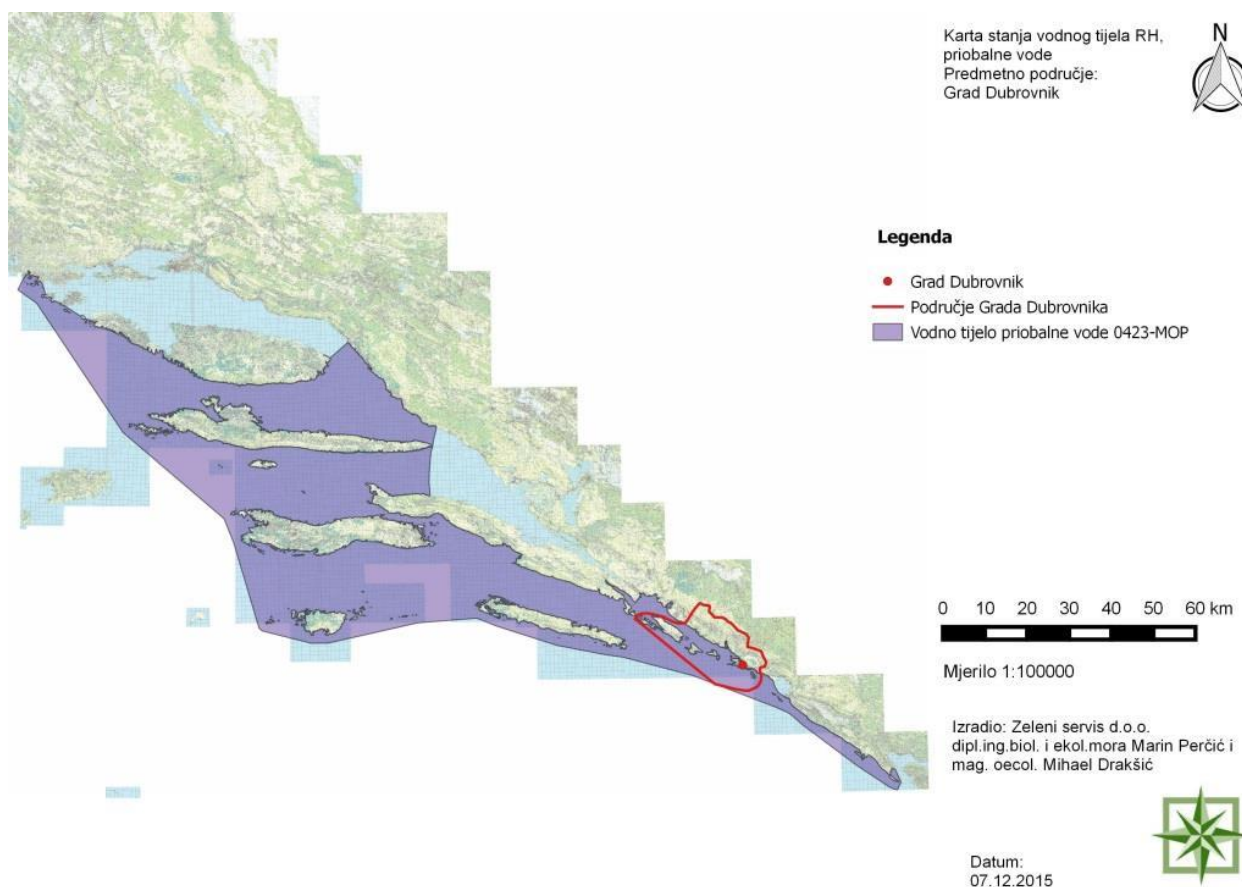 Karta stanja vodnog tijela RH,
priobalne vode
Predmetno područje:
Grad Dubrovnik
N
Legenda
Grad Dubrovnik
Područje Grada Dubrovnika
Vodno tijelo priobalne vode 0423-MOP
0 10 20 30 40 50 60 km
Mjerilo 1:100000
Izradio: Zeleni servis d.o.o.
dipl.ing.biol. i ekol.mora Marin Perčić i
mag. oecol. Mihael Drakšić
Datum:
07.12.2015